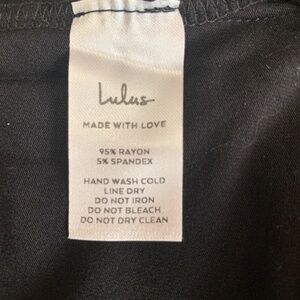 Lulus
MADE WITH LOVE
95% RAYON
5% SPANDEX
HAND WASH COLD
LINE DRY
DO NOT IRON
DO NOT BLEACH
DO NOT DRY CLEAN